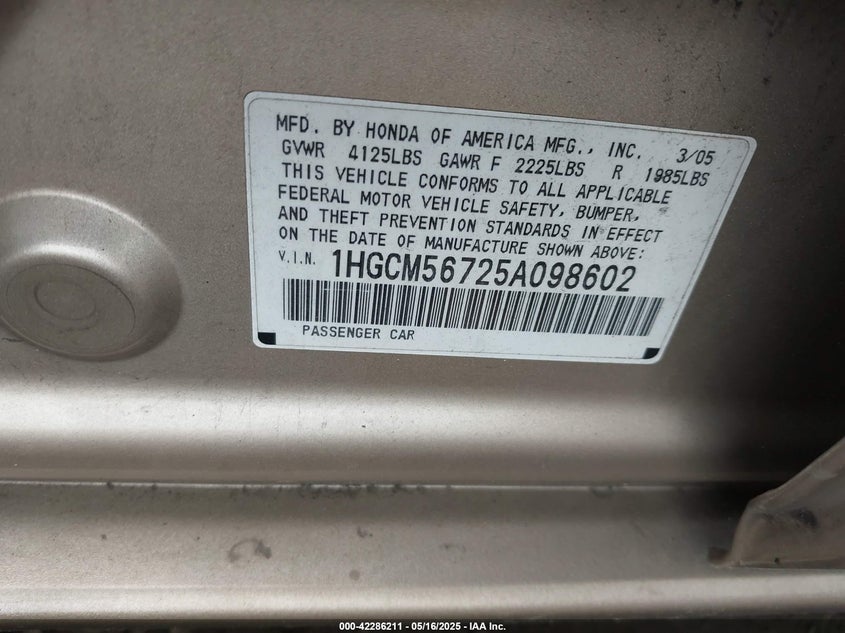 MFD. BY HONDA OF AMERICA MFG., INC. 3/05
GVWR 4125LBS GAWR F 2225LBS R 1985LBS
THIS VEHICLE CONFORMS TO ALL APPLICABLE
FEDERAL MOTOR VEHICLE SAFETY, BUMPER,
AND THEFT PREVENTION STANDARDS IN EFFECT
ON THE DATE OF MANUFACTURE SHOWN ABOVE:
V.I.N. 1HGCM56725A098602
PASSENGER CAR
000-42286211 - 05/16/2025 - IAA Inc.